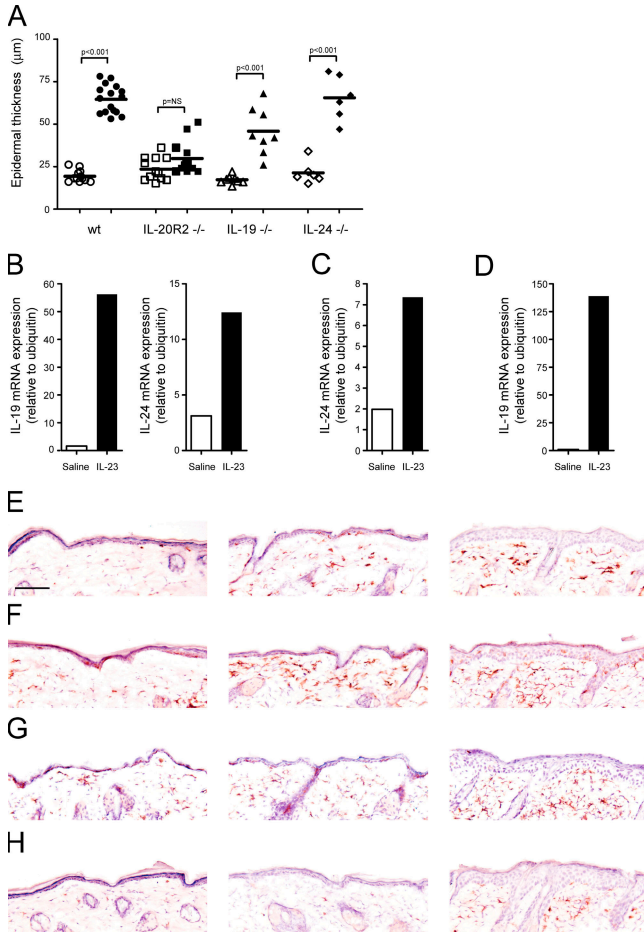 A
Epidermal thickness (μm)
100
75
50
25
0
p<0.001
p=NS
p<0.001
p<0.001
wt
IL-20R2 -/-
IL-19 -/-
IL-24 -/-
B
IL-19 mRNA expression
(relative to ubiquitin)
60
50
40
30
20
10
0
Saline
IL-23
IL-24 mRNA expression
(relative to ubiquitin)
15
10
5
0
Saline
IL-23
C
IL-24 mRNA expression
(relative to ubiquitin)
8
7
6
5
4
3
2
1
0
Saline
IL-23
D
IL-19 mRNA expression
(relative to ubiquitin)
150
125
100
75
50
25
0
Saline
IL-23
E
F
G
H